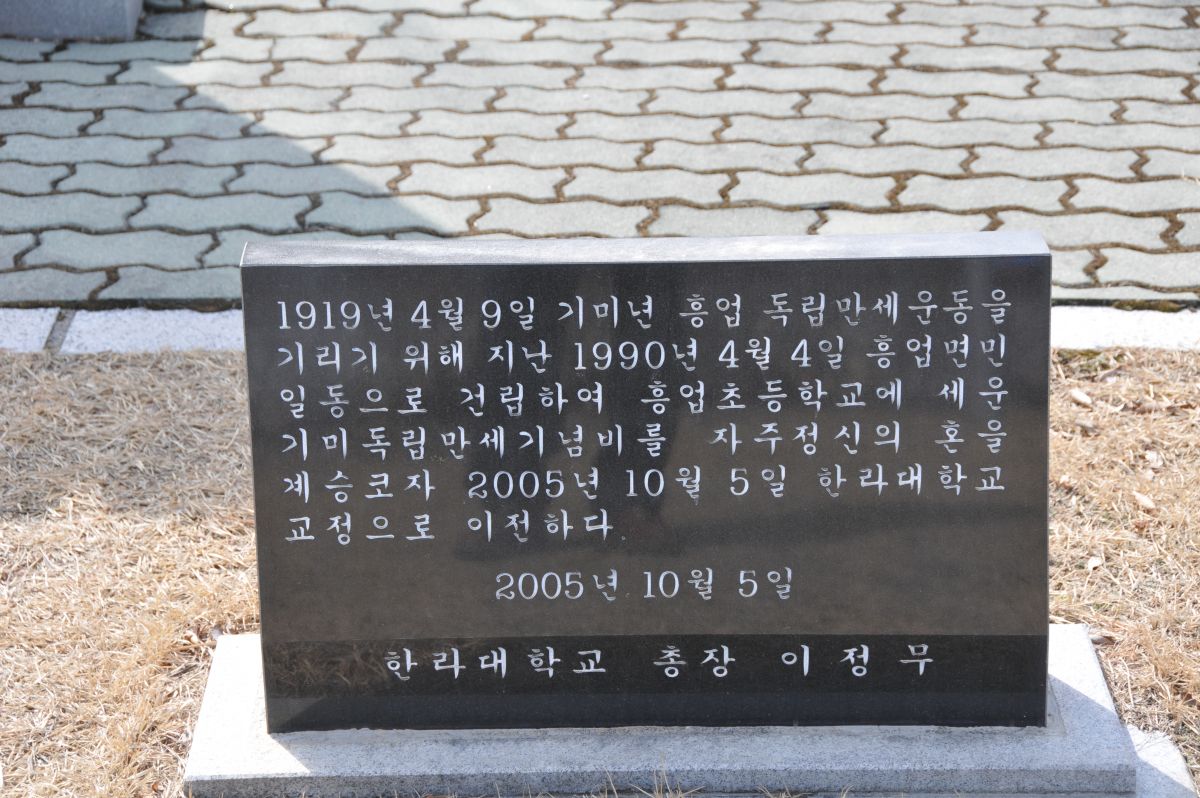 1919년 4월 9일 기미년 흥업 독립만세운동을
기리기 위해 지난 1990년 4월 4일 흥업면민
일동으로 건립하여 흥업초등학교에 세운
기미독립만세기념비를 자주정신의 혼을
계승코자 2005년 10월 5일 한라대학교
교정으로 이전하다.
2005년 10월 5일
한라대학교 총장 이정무